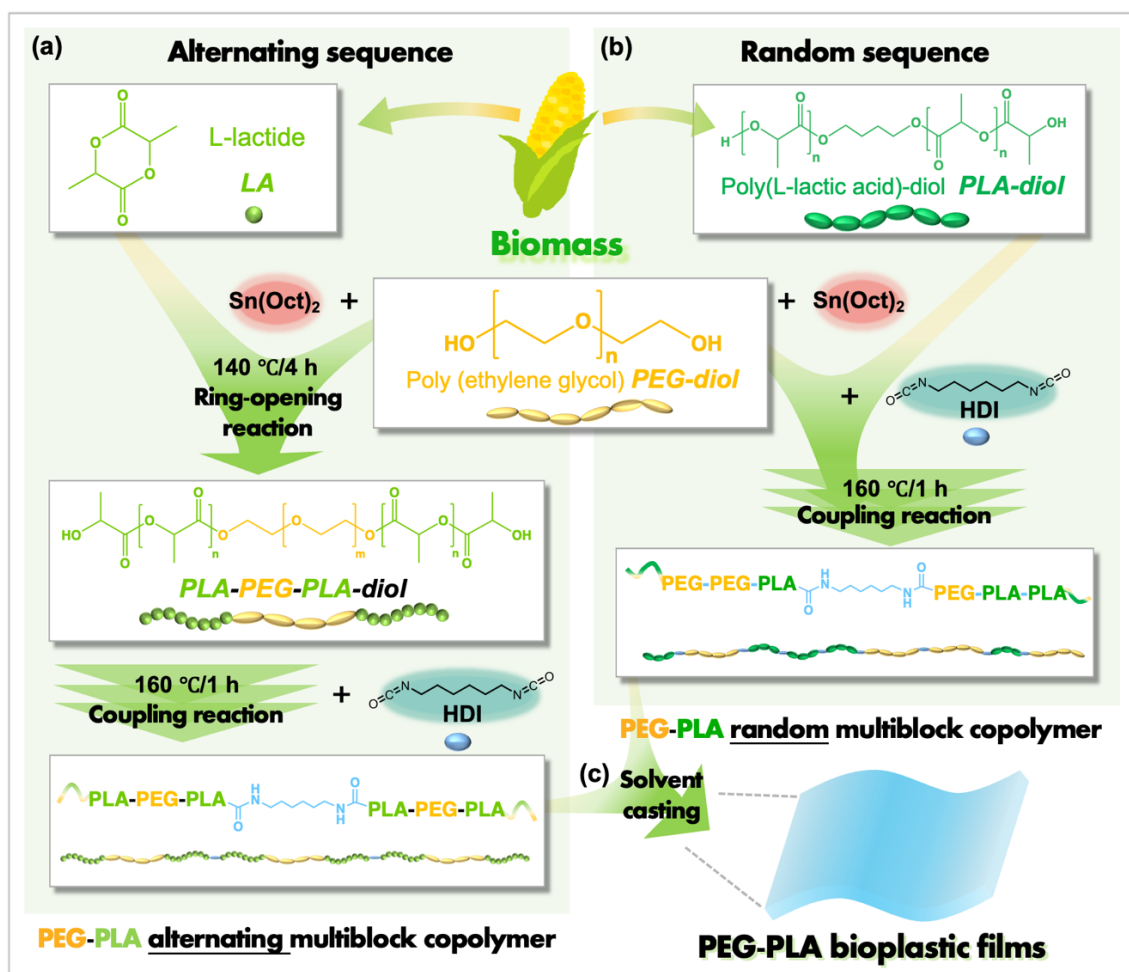 (a)
Alternating sequence
L-lactide
LA
O
O
O
O
(b)
Random sequence
H
O
O
n
O
O
O
O
n
O
OH
Poly(L-lactic acid)-diol PLA-diol
Biomass
Sn(Oct)2
+
HO
O
n
OH
Poly (ethylene glycol) PEG-diol
+
Sn(Oct)2
140 ℃/4 h
Ring-opening
reaction
+
O=C=N
N=C=O
HDI
160 ℃/1 h
Coupling reaction
HO
O
O
O
n
O
O
m
O
O
O
n
O
OH
PLA-PEG-PLA-diol
PEG-PEG-PLA
O
H
N
N
H
O
PEG-PLA-PLA
PEG-PLA random multiblock copolymer
160 ℃/1 h
Coupling reaction
+
O=C=N
N=C=O
HDI
PLA-PEG-PLA
O
H
N
N
H
O
PLA-PEG-PLA
PEG-PLA alternating multiblock copolymer
(c)
Solvent
casting
PEG-PLA bioplastic films